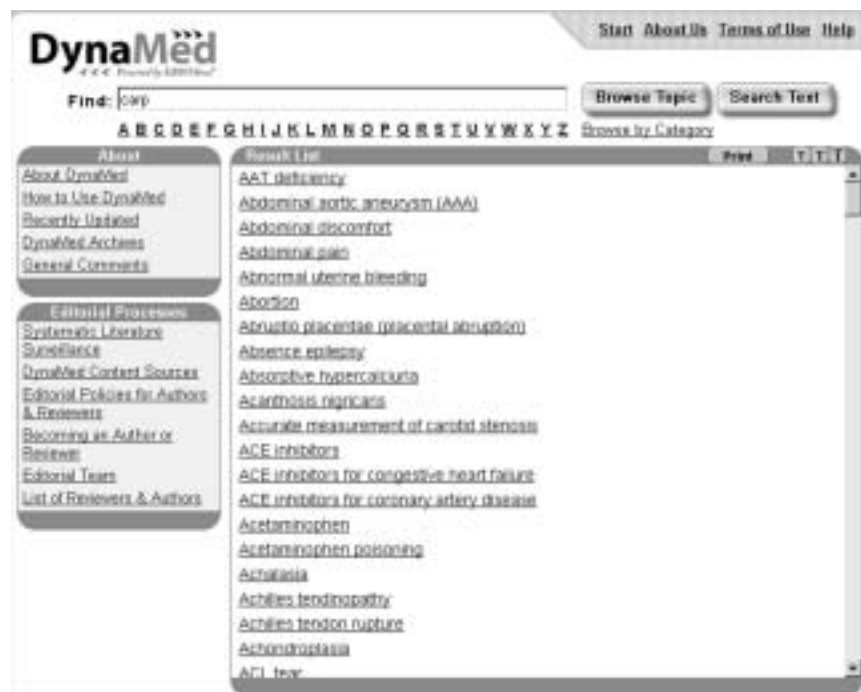 Start About Us Terms of Use Help
DynaMed
Find: carp
Browse Topic Search Text
A B C D E F G H I J K L M N O P Q R S T U V W X Y Z Browse by Category
About
About DynaMed
How to Use DynaMed
Recently Updated
DynaMed Archives
General Comments
Editorial Processes
Systematic Literature
Surveillance
DynaMed Content Sources
Editorial Policies for Authors
& Reviewers
Becoming an Author or
Reviewer
Editorial Team
List of Reviewers & Authors
Result List Print T T T
AAT deficiency
Abdominal aortic aneurysm (AAA)
Abdominal discomfort
Abdominal pain
Abnormal uterine bleeding
Abortion
Abruptio placentae (placental abruption)
Absence epilepsy
Absorptive hypercalciuria
Acanthosis nigricans
Accurate measurement of carotid stenosis
ACE inhibitors
ACE inhibitors for congestive heart failure
ACE inhibitors for coronary artery disease
Acetaminophen
Acetaminophen poisoning
Achalasia
Achilles tendinopathy
Achilles tendon rupture
Achondroplasia
ACL tear